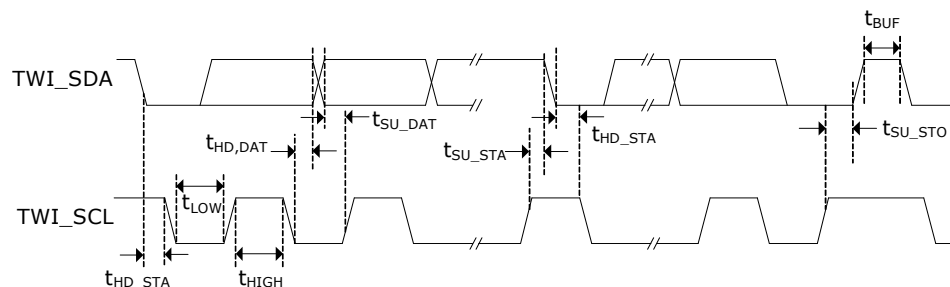 tBUF
TWI_SDA
tSU_DAT
tHD,DAT
tHD_STA
tSU_STA
tSU_STO
tLOW
TWI_SCL
tHD_STA
tHIGH